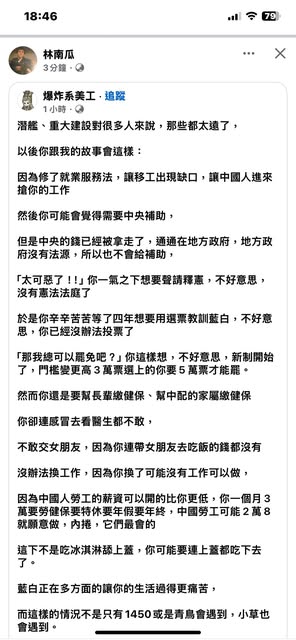 18:46
79
林南瓜
3分鐘
爆炸系美工 · 追蹤
1小時
潛艦、重大建設對很多人來說，那些都太遠了，
以後你跟我的故事會這樣：
因為修了就業服務法，讓移工出現缺口，讓中國人進來
搶你的工作
然後你可能會覺得需要中央補助，
但是中央的錢已經被拿走了，通通在地方政府，地方政
府沒有法源，所以也不會給補助，
「太可惡了！！」你一氣之下想要聲請釋憲，不好意思，
沒有憲法法庭了
於是你辛辛苦苦等了四年想要用選票教訓藍白，不好意
思，你已經沒辦法投票了
「那我總可以罷免吧？」你這樣想，不好意思，新制開始
了，門檻變更高３萬票選上的你要５萬票才能罷。
然而你還是要幫長輩繳健保、幫中配的家屬繳健保
你卻連感冒去看醫生都不敢，
不敢交女朋友，因為你連帶女朋友去吃飯的錢都沒有
沒辦法換工作，因為你換了可能沒有工作可以做，
因為中國人勞工的薪資可以開的比你更低，你一個月３
萬要勞健保要特休要年假要年終，中國勞工可能２萬８
就願意做，內捲，它們最會的
這下不是吃冰淇淋舔上蓋，你可能要連上蓋都吃下去
了。
藍白正在多方面的讓你的生活過得更痛苦，
而這樣的情況不是只有1450或是青鳥會遇到，小草也
會遇到。